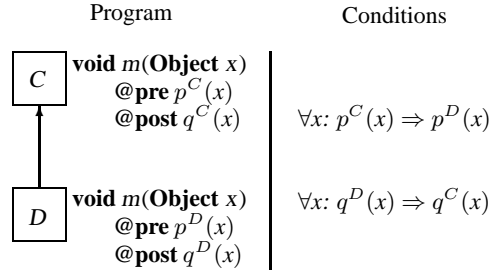 Program
Conditions
C
void m(Object x)
@pre p^C(x)
@post q^C(x)
∀x: p^C(x) ⇒ p^D(x)
D
void m(Object x)
@pre p^D(x)
@post q^D(x)
∀x: q^D(x) ⇒ q^C(x)